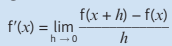 f'(x) = lim h → 0 f(x + h) – f(x) / h